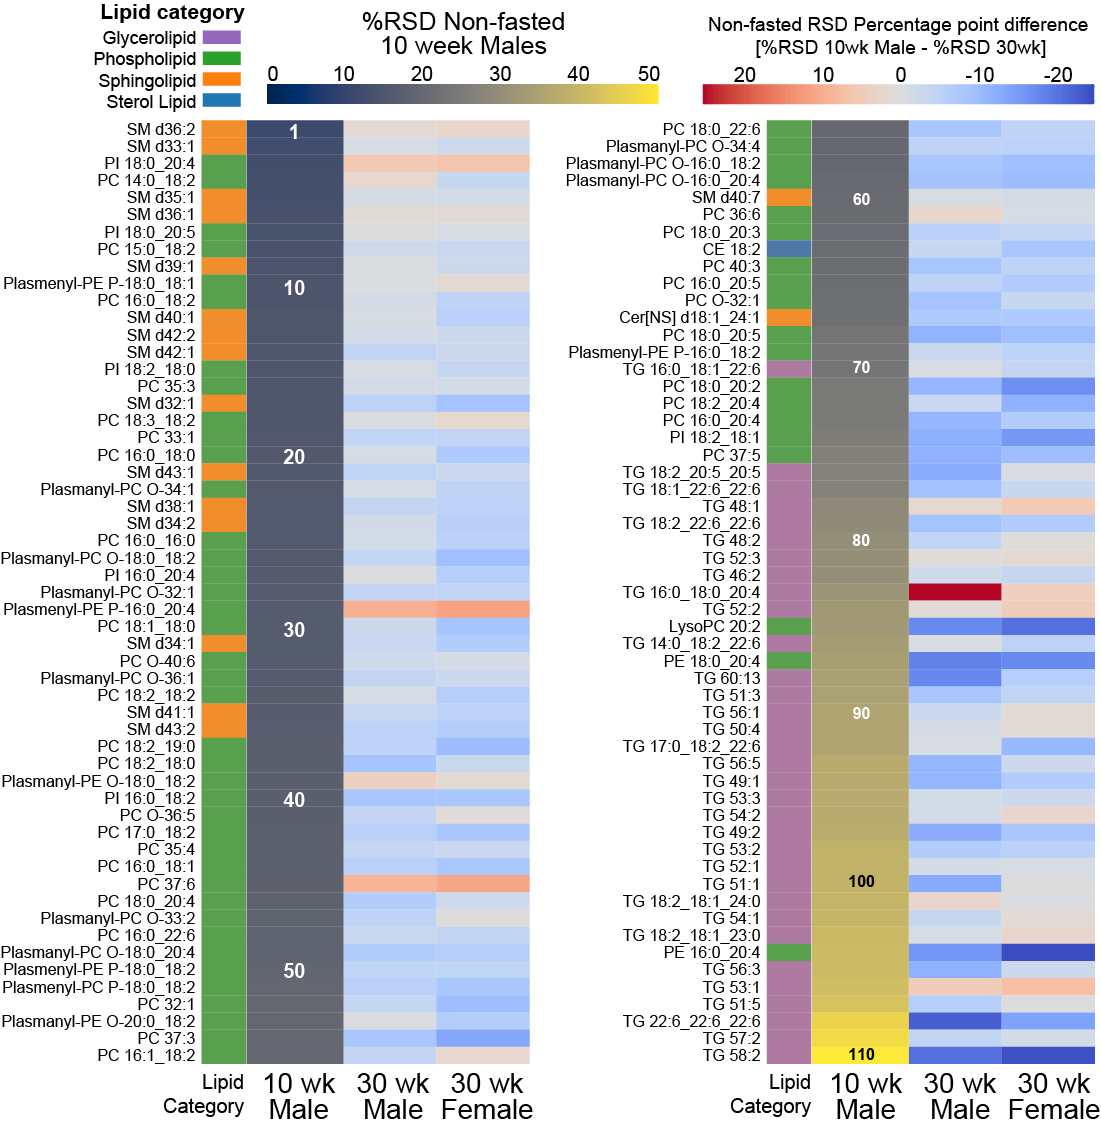 Lipid category
Glycerolipid
Phospholipid
Sphingolipid
Sterol Lipid
%RSD Non-fasted
10 week Males
0 10 20 30 40 50
Non-fasted RSD Percentage point difference
[%RSD 10wk Male - %RSD 30wk]
20 10 0 -10 -20
SM d36:2 1
SM d33:1
PI 18:0_20:4
PC 14:0_18:2
SM d35:1
SM d36:1
PI 18:0_20:5
PC 15:0_18:2
SM d39:1
Plasmenyl-PE P-18:0_18:1 10
PC 16:0_18:2
SM d40:1
SM d42:2
SM d42:1
PI 18:2_18:0
PC 35:3
SM d32:1
PC 18:3_18:2
PC 33:1
PC 16:0_18:0 20
SM d43:1
Plasmanyl-PC O-34:1
SM d38:1
SM d34:2
PC 16:0_16:0
Plasmanyl-PC O-18:0_18:2
PI 16:0_20:4
Plasmanyl-PC O-32:1
Plasmenyl-PE P-16:0_20:4
PC 18:1_18:0 30
SM d34:1
PC O-40:6
Plasmanyl-PC O-36:1
PC 18:2_18:2
SM d41:1
SM d43:2
PC 18:2_19:0
PC 18:2_18:0
Plasmanyl-PE O-18:0_18:2
PI 16:0_18:2 40
PC O-36:5
PC 17:0_18:2
PC 35:4
PC 16:0_18:1
PC 37:6
PC 18:0_20:4
Plasmanyl-PC O-33:2
PC 16:0_22:6
Plasmanyl-PC O-18:0_20:4
Plasmenyl-PE P-18:0_18:2 50
Plasmenyl-PC P-18:0_18:2
PC 32:1
Plasmanyl-PE O-20:0_18:2
PC 37:3
PC 16:1_18:2
Lipid
Category
10 wk
Male
30 wk
Male
30 wk
Female
PC 18:0_22:6
Plasmanyl-PC O-34:4
Plasmanyl-PC O-16:0_18:2
Plasmanyl-PC O-16:0_20:4
SM d40:7 60
PC 36:6
PC 18:0_20:3
CE 18:2
PC 40:3
PC 16:0_20:5
PC O-32:1
Cer[NS] d18:1_24:1
PC 18:0_20:5
Plasmenyl-PE P-16:0_18:2
TG 16:0_18:1_22:6 70
PC 18:0_20:2
PC 18:2_20:4
PC 16:0_20:4
PI 18:2_18:1
PC 37:5
TG 18:2_20:5_20:5
TG 18:1_22:6_22:6
TG 48:1
TG 18:2_22:6_22:6
TG 48:2 80
TG 52:3
TG 46:2
TG 16:0_18:0_20:4
TG 52:2
LysoPC 20:2
TG 14:0_18:2_22:6
PE 18:0_20:4
TG 60:13
TG 51:3
TG 56:1 90
TG 50:4
TG 17:0_18:2_22:6
TG 56:5
TG 49:1
TG 53:3
TG 54:2
TG 49:2
TG 53:2
TG 52:1
TG 51:1 100
TG 18:2_18:1_24:0
TG 54:1
TG 18:2_18:1_23:0
PE 16:0_20:4
TG 56:3
TG 53:1
TG 51:5
TG 22:6_22:6_22:6
TG 57:2
TG 58:2 110
Lipid
Category
10 wk
Male
30 wk
Male
30 wk
Female